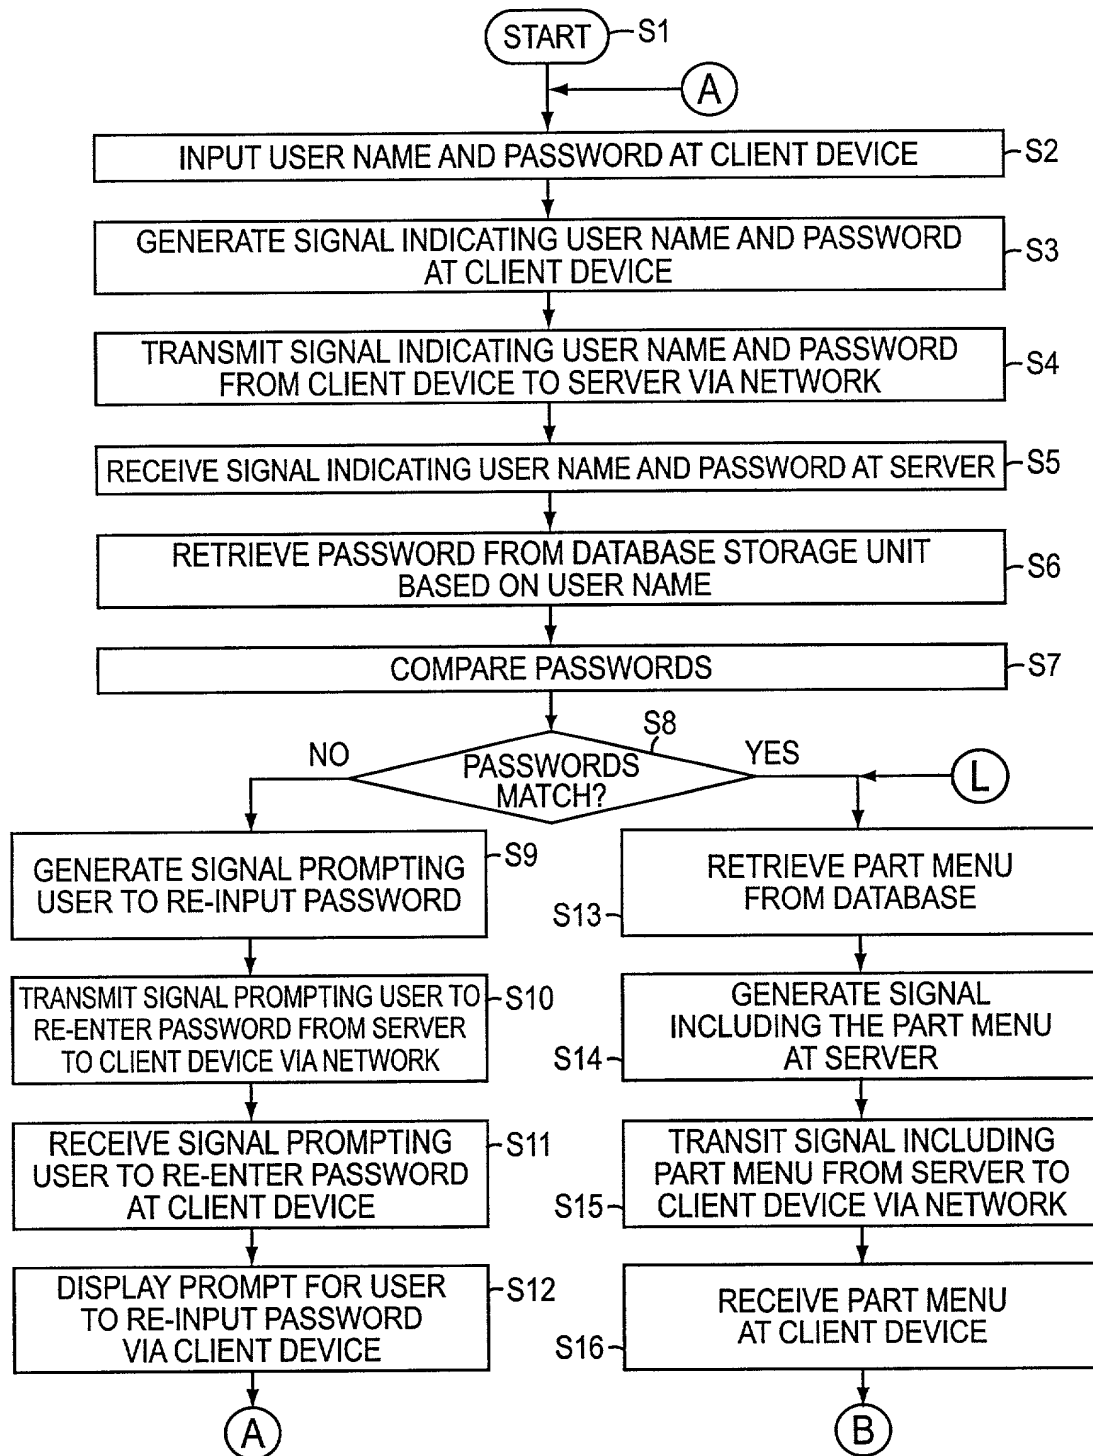 START
S1
A
INPUT USER NAME AND PASSWORD AT CLIENT DEVICE
S2
GENERATE SIGNAL INDICATING USER NAME AND PASSWORD
AT CLIENT DEVICE
S3
TRANSMIT SIGNAL INDICATING USER NAME AND PASSWORD
FROM CLIENT DEVICE TO SERVER VIA NETWORK
S4
RECEIVE SIGNAL INDICATING USER NAME AND PASSWORD AT SERVER
S5
RETRIEVE PASSWORD FROM DATABASE STORAGE UNIT
BASED ON USER NAME
S6
COMPARE PASSWORDS
S7
S8
NO
PASSWORDS
MATCH?
YES
L
GENERATE SIGNAL PROMPTING
USER TO RE-INPUT PASSWORD
S9
TRANSMIT SIGNAL PROMPTING USER TO
RE-ENTER PASSWORD FROM SERVER
TO CLIENT DEVICE VIA NETWORK
S10
RECEIVE SIGNAL PROMPTING
USER TO RE-ENTER PASSWORD
AT CLIENT DEVICE
S11
DISPLAY PROMPT FOR USER
TO RE-INPUT PASSWORD
VIA CLIENT DEVICE
S12
A
RETRIEVE PART MENU
FROM DATABASE
S13
GENERATE SIGNAL
INCLUDING THE PART MENU
AT SERVER
S14
TRANSIT SIGNAL INCLUDING
PART MENU FROM SERVER TO
CLIENT DEVICE VIA NETWORK
S15
RECEIVE PART MENU
AT CLIENT DEVICE
S16
B